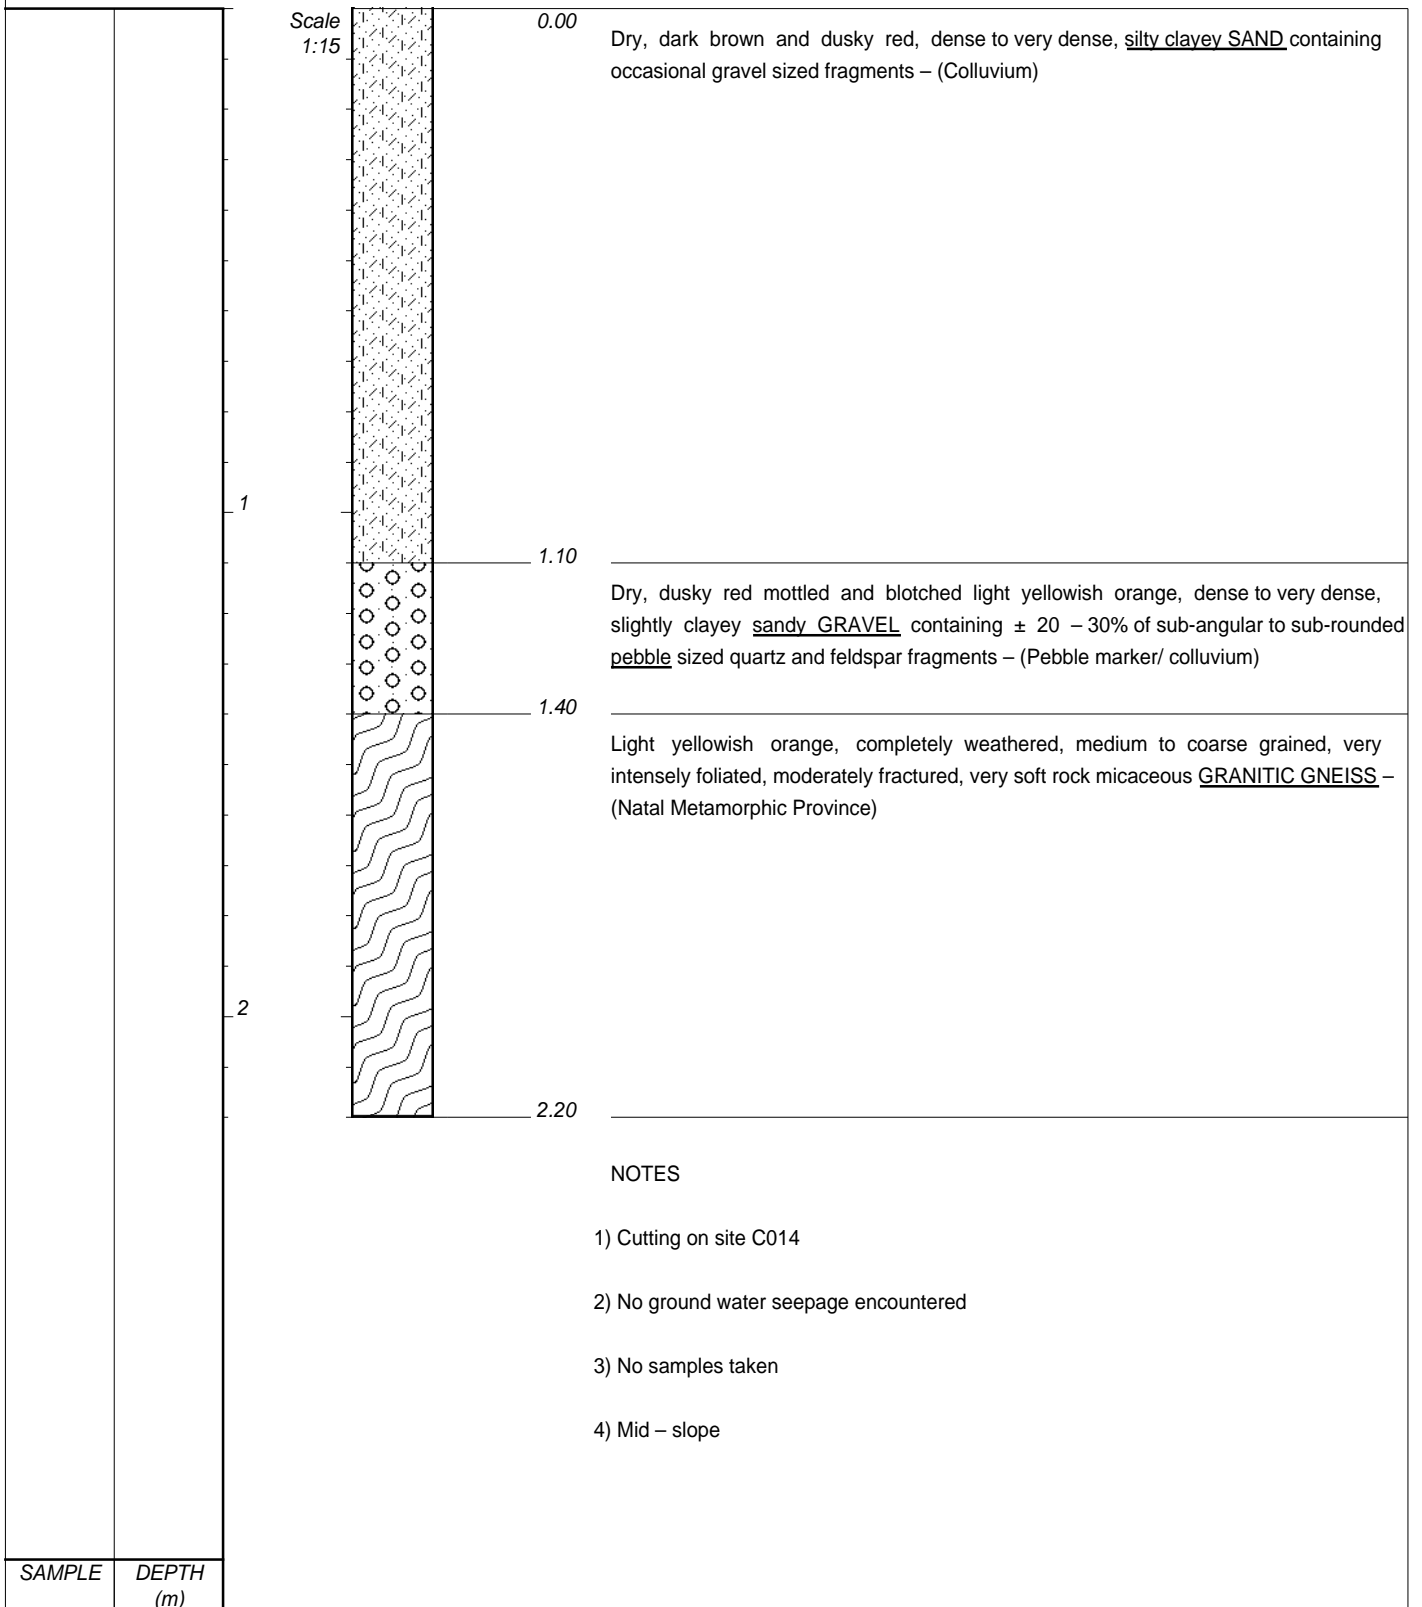 Scale
1:15
0.00
Dry, dark brown and dusky red, dense to very dense, silty clayey SAND containing
occasional gravel sized fragments – (Colluvium)
1
1.10
Dry, dusky red mottled and blotched light yellowish orange, dense to very dense,
slightly clayey sandy GRAVEL containing ± 20 – 30% of sub-angular to sub-rounded
pebble sized quartz and feldspar fragments – (Pebble marker/ colluvium)
1.40
Light yellowish orange, completely weathered, medium to coarse grained, very
intensely foliated, moderately fractured, very soft rock micaceous GRANITIC GNEISS –
(Natal Metamorphic Province)
2
2.20
NOTES
1) Cutting on site C014
2) No ground water seepage encountered
3) No samples taken
4) Mid – slope
SAMPLE
DEPTH
(m)